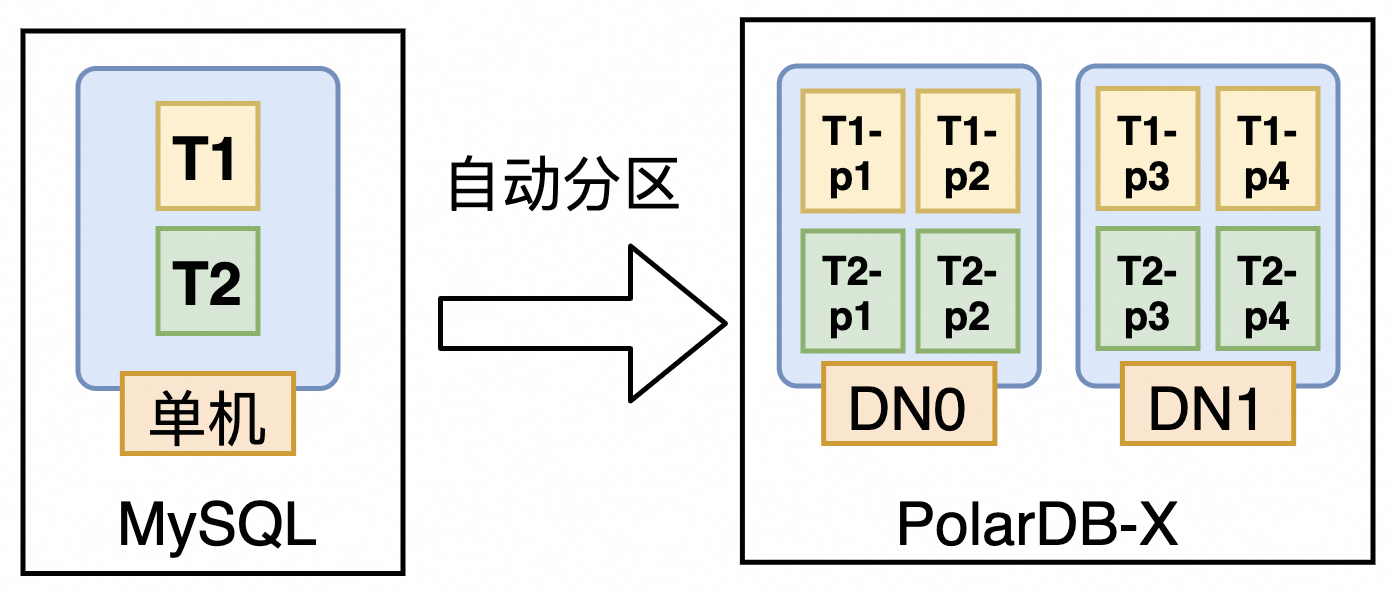 T1
T2
单机
MySQL
自动分区
T1-
p1
T1-
p2
T1-
p3
T1-
p4
T2-
p1
T2-
p2
T2-
p3
T2-
p4
DN0
DN1
PolarDB-X